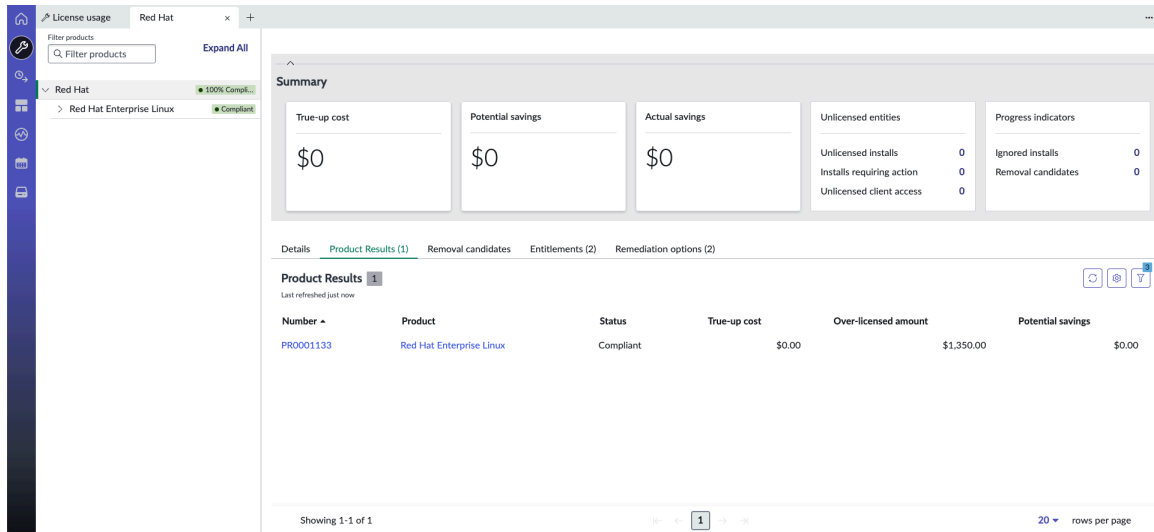 License usage
Red Hat
Filter products
Filter products
Expand All
Red Hat
100% Compli...
Red Hat Enterprise Linux
Compliant
Summary
True-up cost
$0
Potential savings
$0
Actual savings
$0
Unlicensed entities
Unlicensed installs 0
Installs requiring action 0
Unlicensed client access 0
Progress indicators
Ignored installs 0
Removal candidates 0
Details Product Results (1) Removal candidates Entitlements (2) Remediation options (2)
Product Results 1
3
Last refreshed just now
Number Product Status True-up cost Over-licensed amount Potential savings
PR0001133 Red Hat Enterprise Linux Compliant $0.00 $1,350.00 $0.00
Showing 1-1 of 1
1
20 rows per page